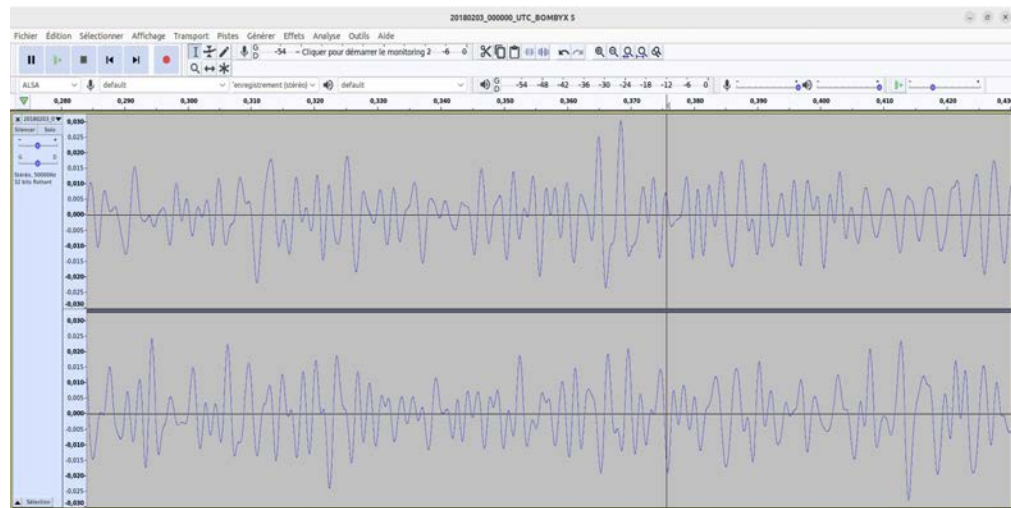 20180203_000000_UTC_BOMBYX S
Fichier Édition Sélectionner Affichage Transport Pistes Générer Effets Analyse Outils Aide
G D -54 - Cliquer pour démarrer le monitoring 2 -6 0
ALSA default default G D -54 -48 -42 -36 -30 -24 -18 -12 -6 0
0,280 0,290 0,300 0,310 0,320 0,330 0,340 0,350 0,360 0,370 0,380 0,390 0,400 0,410 0,420 0,43
Silencer Solo
- +
G D
Stéréo, 50000Hz
32 bits flottant
0,030
0,025
0,020
0,015
0,010
0,005
0,000
-0,005
-0,010
-0,015
-0,020
-0,025
-0,030
0,030
0,025
0,020
0,015
0,010
0,005
0,000
-0,005
-0,010
-0,015
-0,020
-0,025
-0,030
Sélection